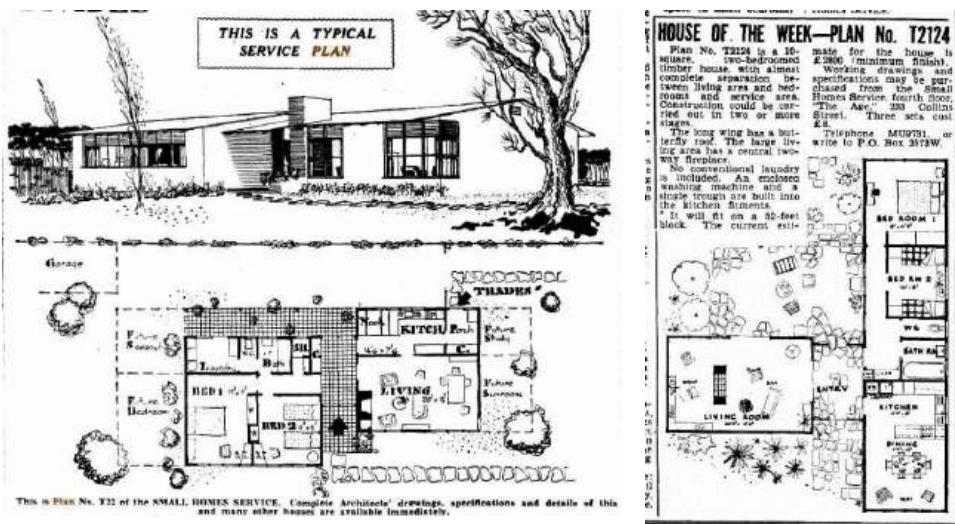 THIS IS A TYPICAL
SERVICE PLAN
Garage
"TRADES"
Nook
KITCH
Porch
Future
Study
Laundry
Bath
SH.
C.
C.
BED 1
LIVING
Future
Bedroom
BED 2
Future
Sunroom
This is Plan No. T22 of the SMALL HOMES SERVICE. Complete Architects' drawings, specifications and details of this
and many other houses are available immediately.
HOUSE OF THE WEEK—PLAN No. T2124
Plan No. T2124 is a 10-
square, two-bedroomed
timber house, with almost
complete separation be-
tween living area and bed-
rooms and service area.
Construction could be car-
ried out in two or more
stages.
The long wing has a but-
terfly roof. The large liv-
ing area has a central two-
way fireplace.
No conventional laundry
is included. An enclosed
washing machine and a
single trough are built into
the kitchen fitments.
It will fit on a 52-feet
block. The current esti-
mate for the house is
£2800 (minimum finish).
Working drawings and
specifications may be pur-
chased from the Small
Homes Service, fourth floor,
"The Age," 233 Collins
Street. Three sets cost
£8.
Telephone MU9731, or
write to P.O. Box 2573W.
BED ROOM 1
BED RM 2
WC
BATH RM
ENTRY
LIVING ROOM
KITCHEN
DINING